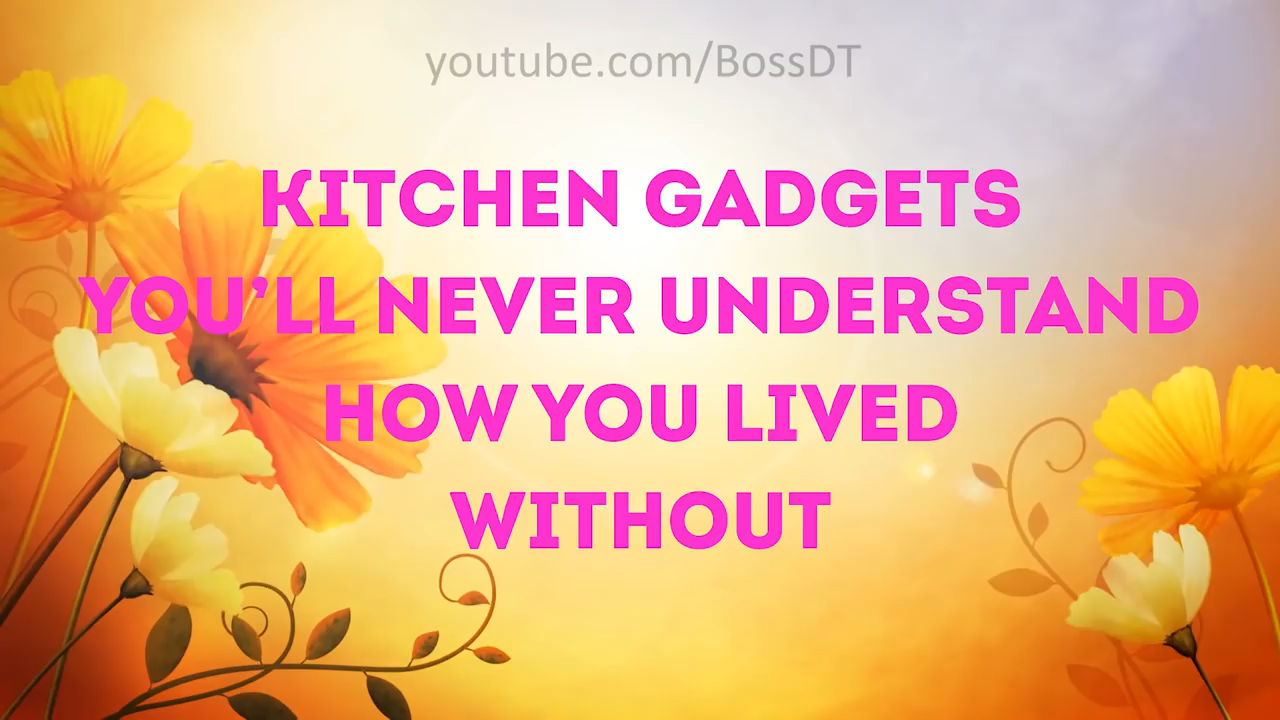 youtube.com/BossDT
KITCHEN GADGETS
YOU'LL NEVER UNDERSTAND
HOW YOU LIVED
WITHOUT